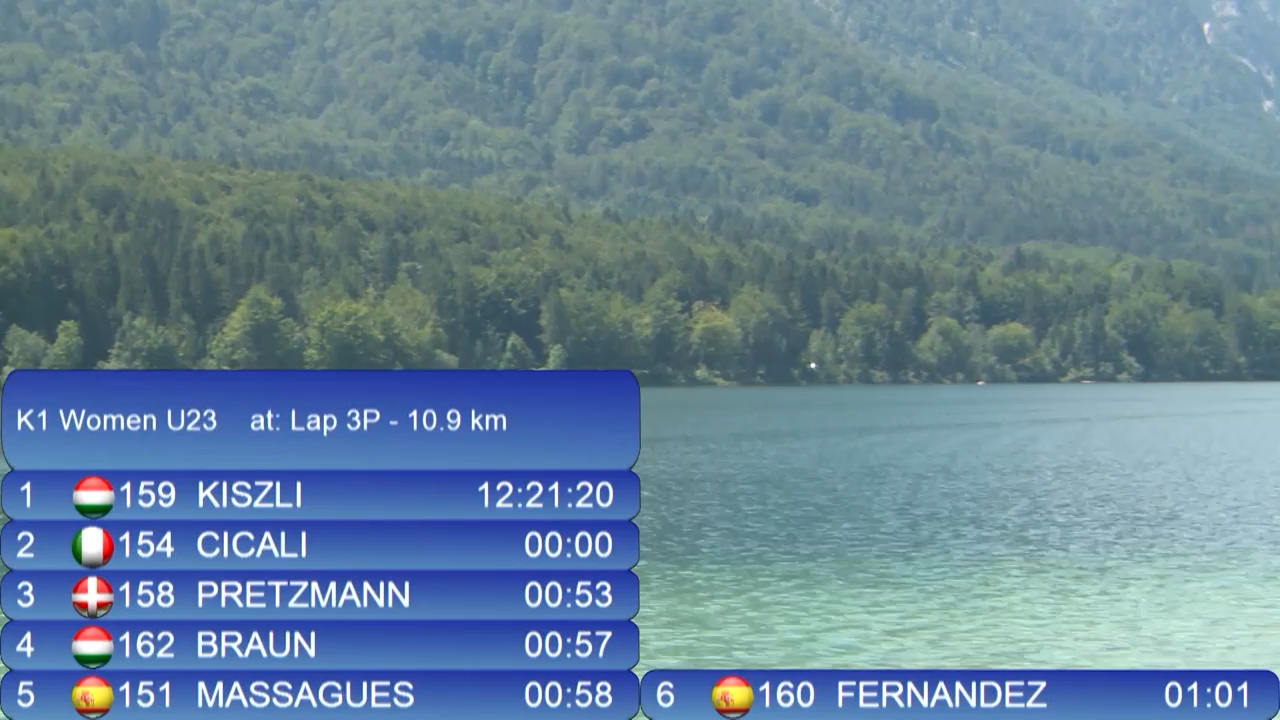 K1 Women U23 at: Lap 3P - 10.9 km
1 159 KISZLI 12:21:20
2 154 CICALI 00:00
3 158 PRETZMANN 00:53
4 162 BRAUN 00:57
5 151 MASSAGUES 00:58
6 160 FERNANDEZ 01:01